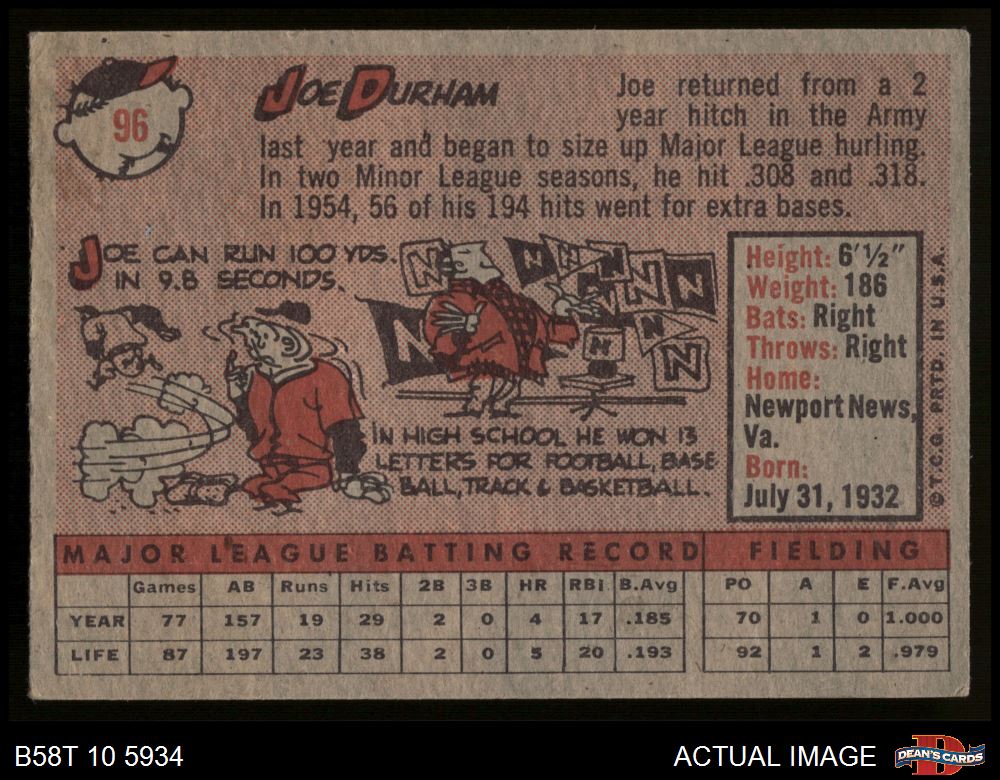 96
JOE DURHAM
Joe returned from a 2
year hitch in the Army
last year and began to size up Major League hurling.
In two Minor League seasons, he hit .308 and .318.
In 1954, 56 of his 194 hits went for extra bases.
JOE CAN RUN 100 YDS.
IN 9.8 SECONDS.
N N N N N N N
N N N N
IN HIGH SCHOOL HE WON 13
LETTERS FOR FOOTBALL, BASE
BALL, TRACK & BASKETBALL.
Height: 6'½"
Weight: 186
Bats: Right
Throws: Right
Home:
Newport News,
Va.
Born:
July 31, 1932
© T.C.G. PRTD. IN U.S.A.
MAJOR LEAGUE BATTING RECORD FIELDING
Games AB Runs Hits 2B 3B HR RBI B.Avg PO A E F.Avg
YEAR 77 157 19 29 2 0 4 17 .185 70 1 0 1.000
LIFE 87 197 23 38 2 0 5 20 .193 92 1 2 .979
B58T 10 5934 ACTUAL IMAGE DEAN'S CARDS